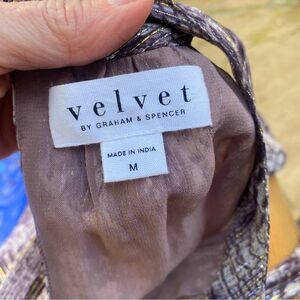 velvet
BY GRAHAM & SPENCER
MADE IN INDIA
M